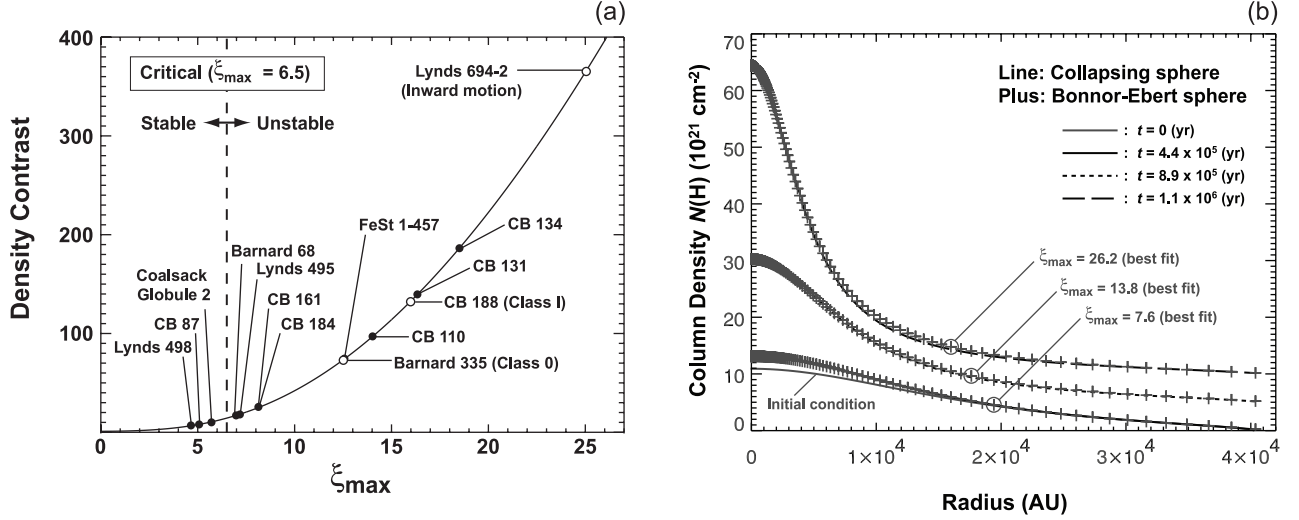 (a)
400
300
200
100
0
5
10
15
20
25
Density Contrast
ξmax
Critical (ξmax = 6.5)
Stable
Unstable
Lynds 694-2
(Inward motion)
FeSt 1-457
CB 134
Barnard 68
Lynds 495
CB 131
Coalsack
Globule 2
CB 161
CB 188 (Class I)
CB 87
CB 184
CB 110
Lynds 498
Barnard 335 (Class 0)
(b)
70
60
50
40
30
20
10
0
0
1×10⁴
2×10⁴
3×10⁴
4×10⁴
Column Density N(H) (10²¹ cm⁻²)
Radius (AU)
Line: Collapsing sphere
Plus: Bonnor-Ebert sphere
: t = 0 (yr)
: t = 4.4 x 10⁵ (yr)
: t = 8.9 x 10⁵ (yr)
: t = 1.1 x 10⁶ (yr)
ξmax = 26.2 (best fit)
ξmax = 13.8 (best fit)
ξmax = 7.6 (best fit)
Initial condition